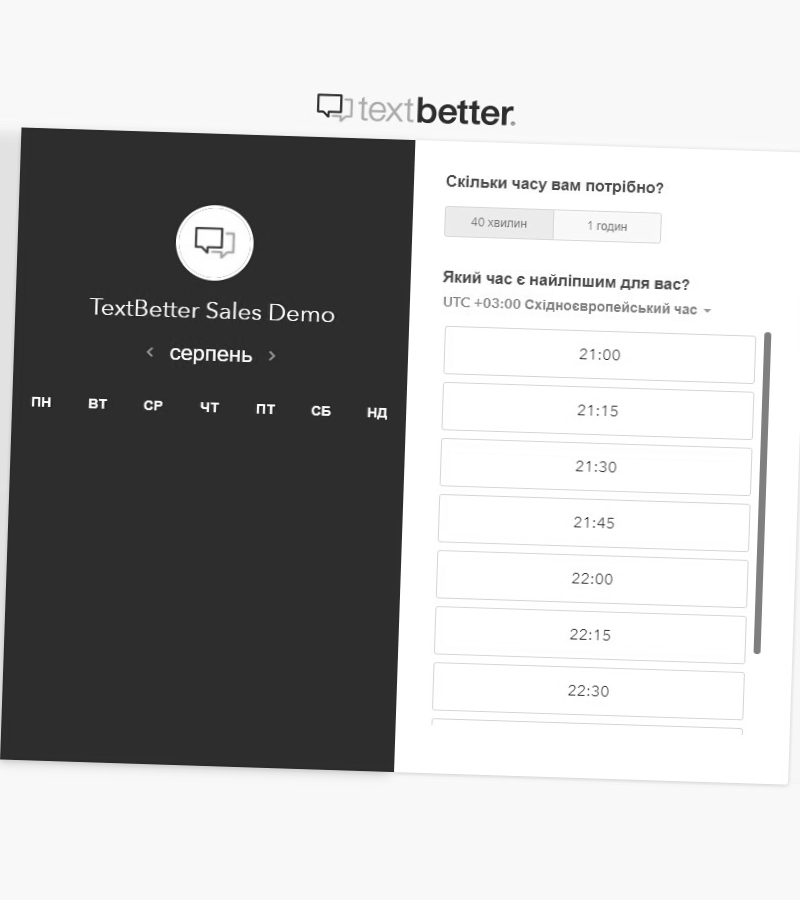 textbetter.
TextBetter Sales Demo
серпень
ПН ВТ СР ЧТ ПТ СБ НД
Скільки часу вам потрібно?
40 хвилин 1 годин
Який час є найліпшим для вас?
UTC +03:00 Східноєвропейський час
21:00
21:15
21:30
21:45
22:00
22:15
22:30